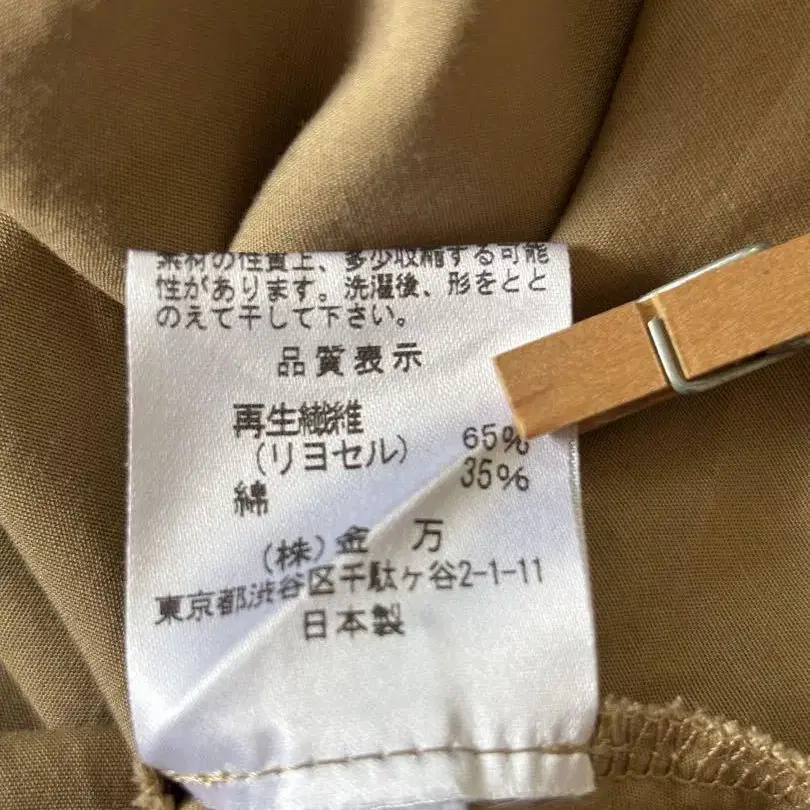 素材の性質上、多少収縮する可能
性があります。洗濯後、形をとと
のえて干して下さい。
品質表示
再生繊維
(リヨセル) 65%
綿 35%
(株)金 万
東京都渋谷区千駄ヶ谷2-1-11
日本製